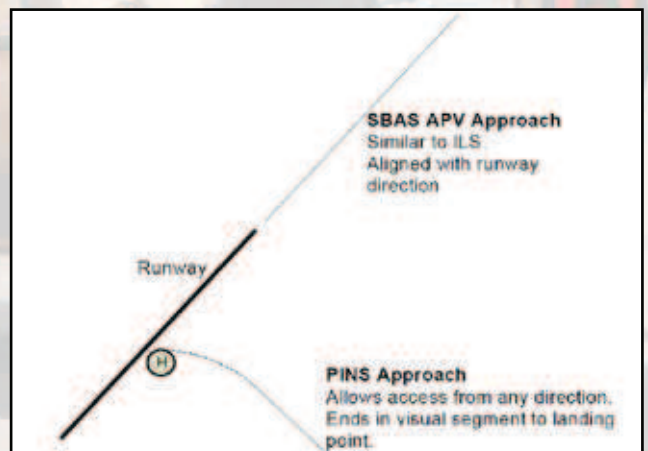 SBAS APV Approach
Similar to ILS
Aligned with runway
direction
Runway
H
PINS Approach
Allows access from any direction.
Ends in visual segment to landing
point.